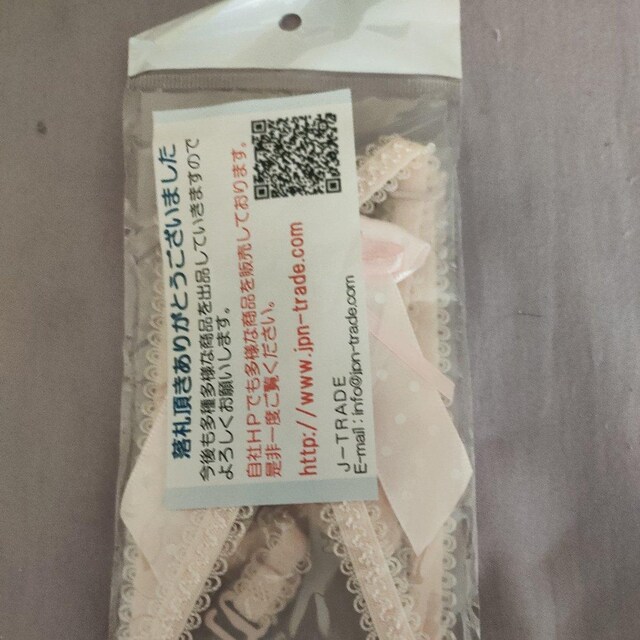 落札頂きありがとうございました
今後も多種多様な商品を出品していきますので
よろしくお願いします。
自社HPでも多様な商品を販売しております。
是非一度ご覧ください。
http://www.jpn-trade.com
J-TRADE
E-mail:info@jpn-trade.com